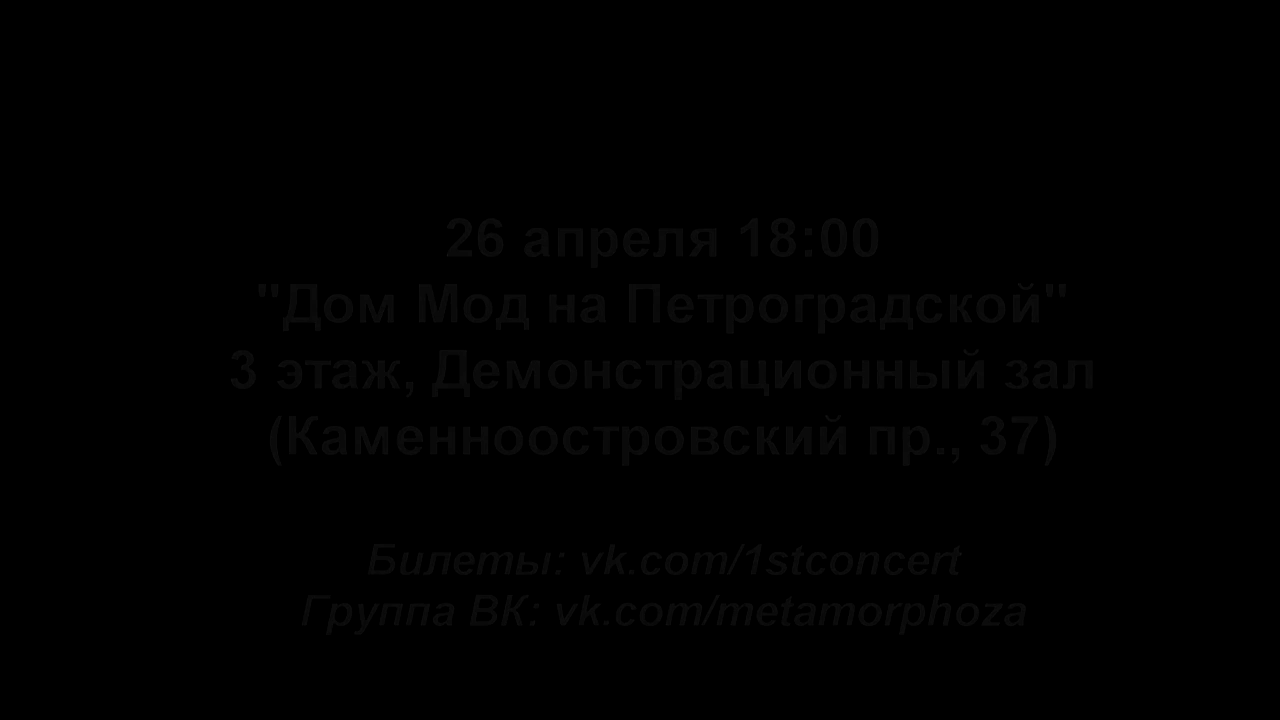 26 апреля 18:00
"Дом Мод на Петроградской"
3 этаж, Демонстрационный зал
(Каменноостровский пр., 37)
Билеты: vk.com/1stconcert
Группа ВК: vk.com/metamorphoza